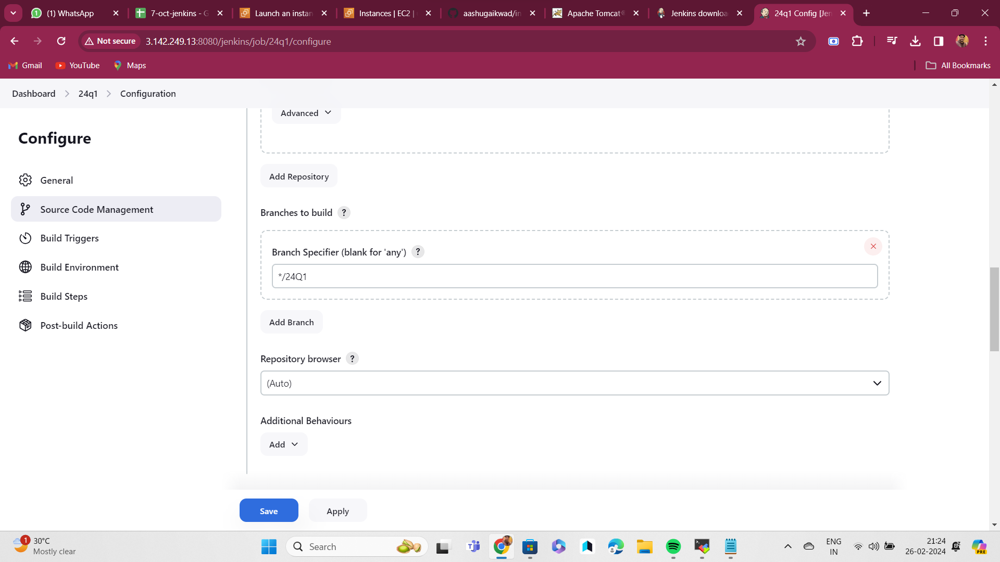 (1) WhatsApp
7-oct-jenkins - G
Launch an instan
Instances | EC2 |
aashugaikwad/in
Apache Tomcat®
Jenkins downloa
24q1 Config [Jen
Not secure
3.142.249.13:8080/jenkins/job/24q1/configure
Gmail
YouTube
Maps
All Bookmarks
Dashboard
24q1
Configuration
Configure
General
Source Code Management
Build Triggers
Build Environment
Build Steps
Post-build Actions
Advanced
Add Repository
Branches to build ?
Branch Specifier (blank for 'any') ?
*/24Q1
Add Branch
Repository browser ?
(Auto)
Additional Behaviours
Add
Save
Apply
1
30°C
Mostly clear
Search
ENG
IN
21:24
26-02-2024
PRE